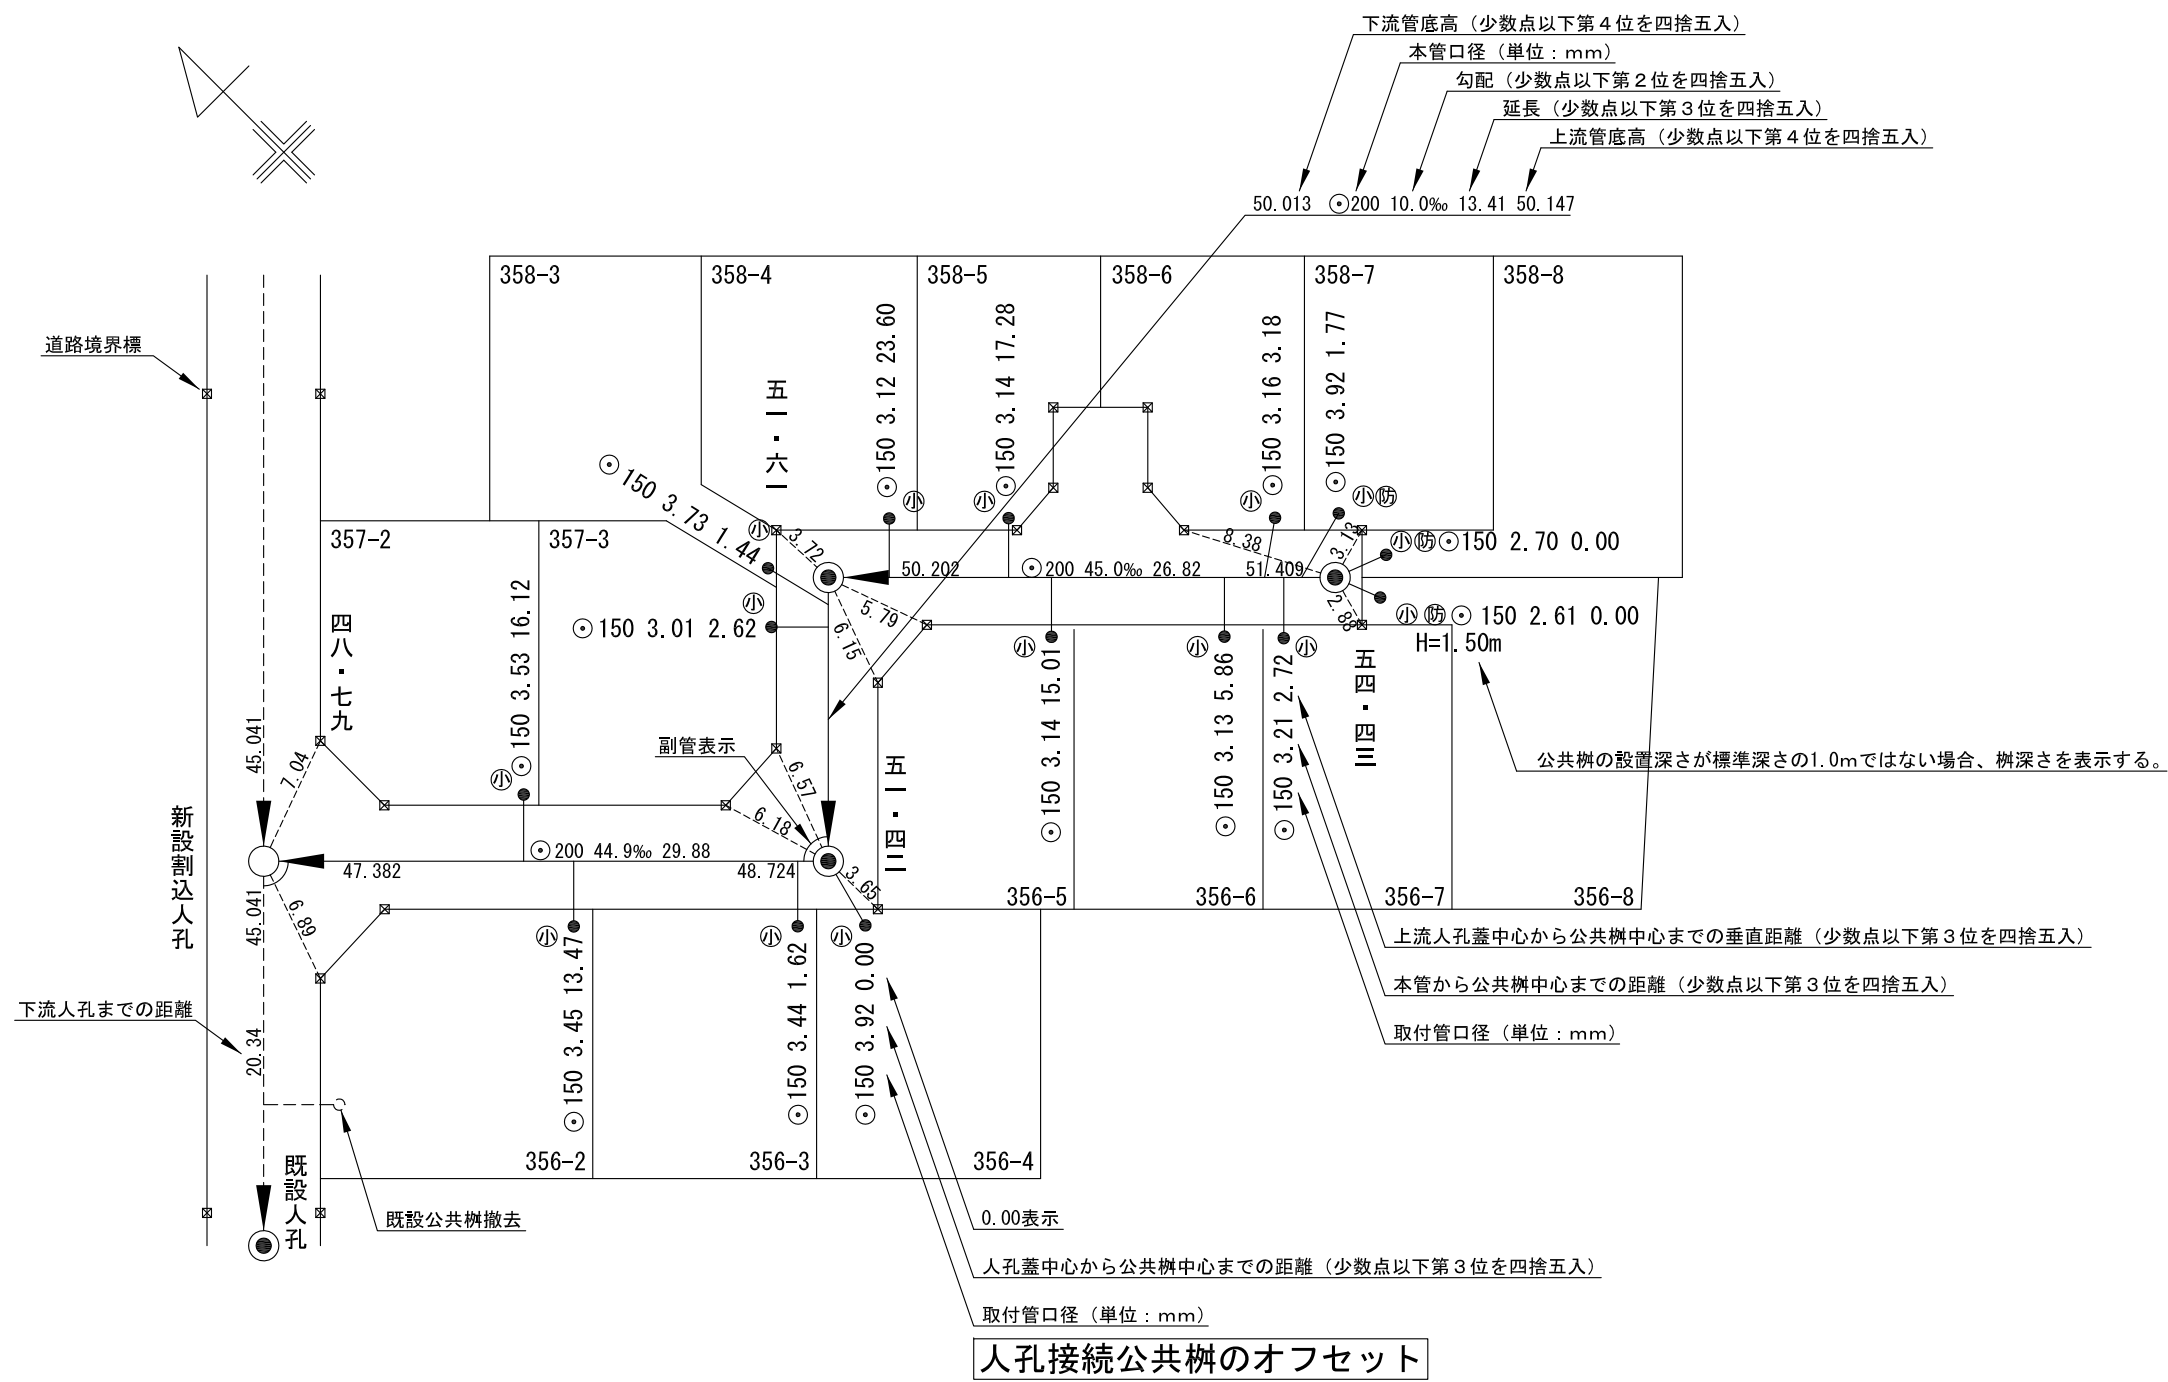 下流管底高（少数点以下第４位を四捨五入）
本管口径（単位：mm）
勾配（少数点以下第２位を四捨五入）
延長（少数点以下第３位を四捨五入）
上流管底高（少数点以下第４位を四捨五入）
50.013 200 10.0‰ 13.41 50.147
358-3
358-4
358-5
358-6
358-7
358-8
道路境界標
五一・六一
150 3.12 23.60
小
150 3.14 17.28
小
150 3.16 3.18
小
150 3.92 1.77
小防
150 3.73 1.44
小
357-2
357-3
3.72
8.38
3.13
小防 150 2.70 0.00
50.202
200 45.0‰ 26.82
51.409
小
150 3.01 2.62
5.79
6.15
2.88
小防 150 2.61 0.00
H=1.50m
四八・七九
150 3.53 16.12
小
150 3.14 15.01
小
150 3.13 5.86
小
150 3.21 2.72
小
五四・四三
副管表示
公共桝の設置深さが標準深さの1.0mではない場合、桝深さを表示する。
45.041
7.04
6.57
6.18
五一・四二
新設割込人孔
200 44.9‰ 29.88
47.382
48.724
3.65
356-5
356-6
356-7
356-8
45.041
6.89
小
150 3.45 13.47
小
150 3.44 1.62
小
150 3.92 0.00
上流人孔蓋中心から公共桝中心までの垂直距離（少数点以下第３位を四捨五入）
本管から公共桝中心までの距離（少数点以下第３位を四捨五入）
取付管口径（単位：mm）
下流人孔までの距離
20.34
356-2
356-3
356-4
既設人孔
既設公共桝撤去
0.00表示
人孔蓋中心から公共桝中心までの距離（少数点以下第３位を四捨五入）
取付管口径（単位：mm）
人孔接続公共桝のオフセット